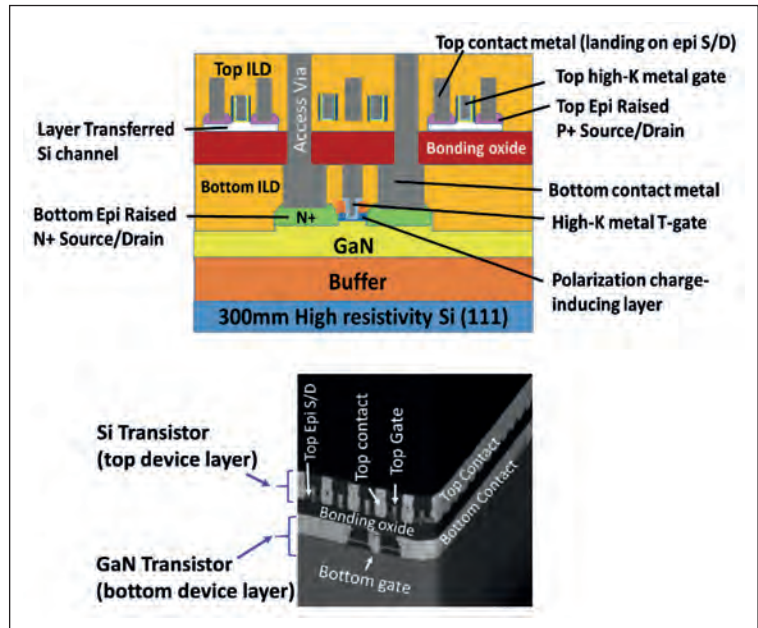 Top contact metal (landing on epi S/D)
Top ILD
Top high-K metal gate
Access Via
Top Epi Raised
P+ Source/Drain
Layer Transferred
Si channel
Bonding oxide
Bottom ILD
Bottom contact metal
Bottom Epi Raised
N+ Source/Drain
N+
High-K metal T-gate
GaN
Polarization charge-
inducing layer
Buffer
300mm High resistivity Si (111)
Si Transistor
(top device layer)
Top Epi S/D
Top contact
Top Gate
Top Contact
Bottom Contact
Bonding oxide
GaN Transistor
(bottom device layer)
Bottom gate